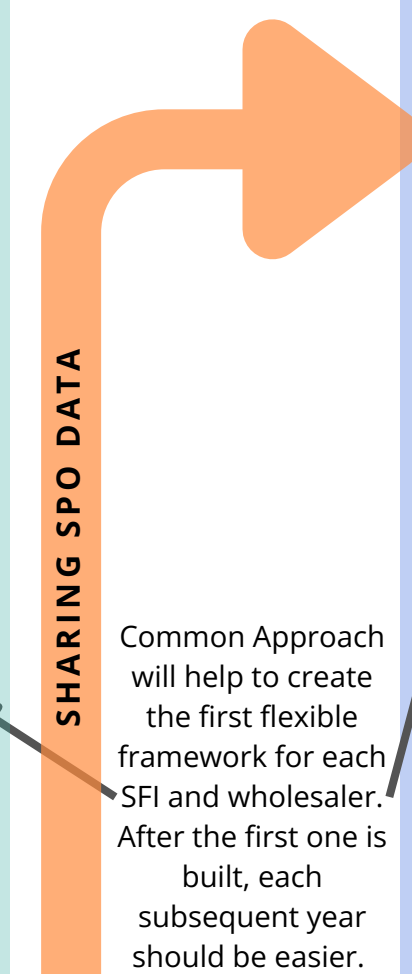 SHARING SPO DATA
Common Approach
will help to create
the first flexible
framework for each
SFI and wholesaler.
After the first one is
built, each
subsequent year
should be easier.